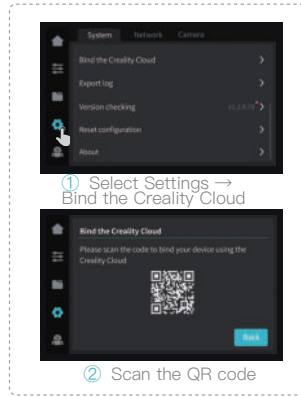 System Network Camera
Bind the Creality Cloud
Export log
Version checking
Reset configuration
About
① Select Settings →
Bind the Creality Cloud
Bind the Creality Cloud
Please scan the code to bind your device using the
Creality Cloud
Back
② Scan the QR code